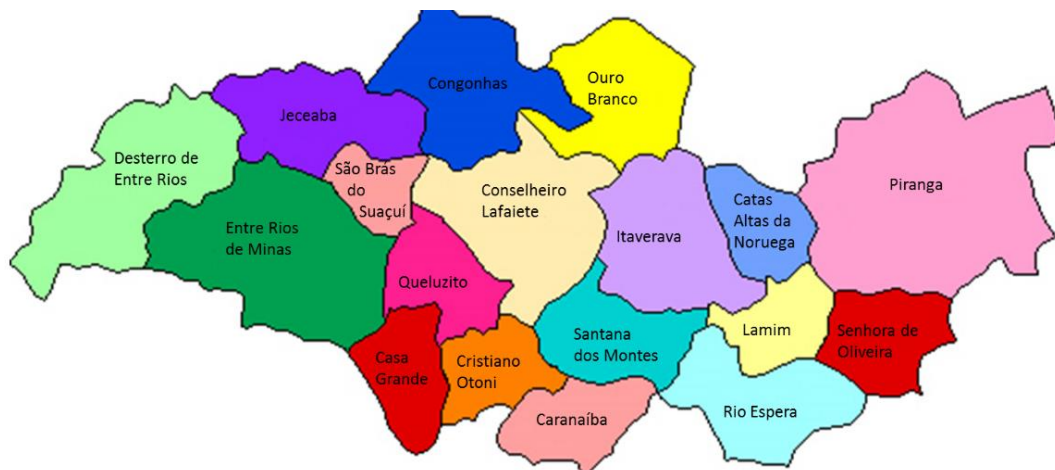 Congonhas
Ouro
Branco
Jeceaba
Desterro de
Entre Rios
São Brás
do
Suaçuí
Conselheiro
Lafaiete
Catas
Altas da
Noruega
Piranga
Entre Rios
de Minas
Itaverava
Queluzito
Santana
dos Montes
Lamim
Senhora de
Oliveira
Casa
Grande
Cristiano
Otoni
Caranaíba
Rio Espera